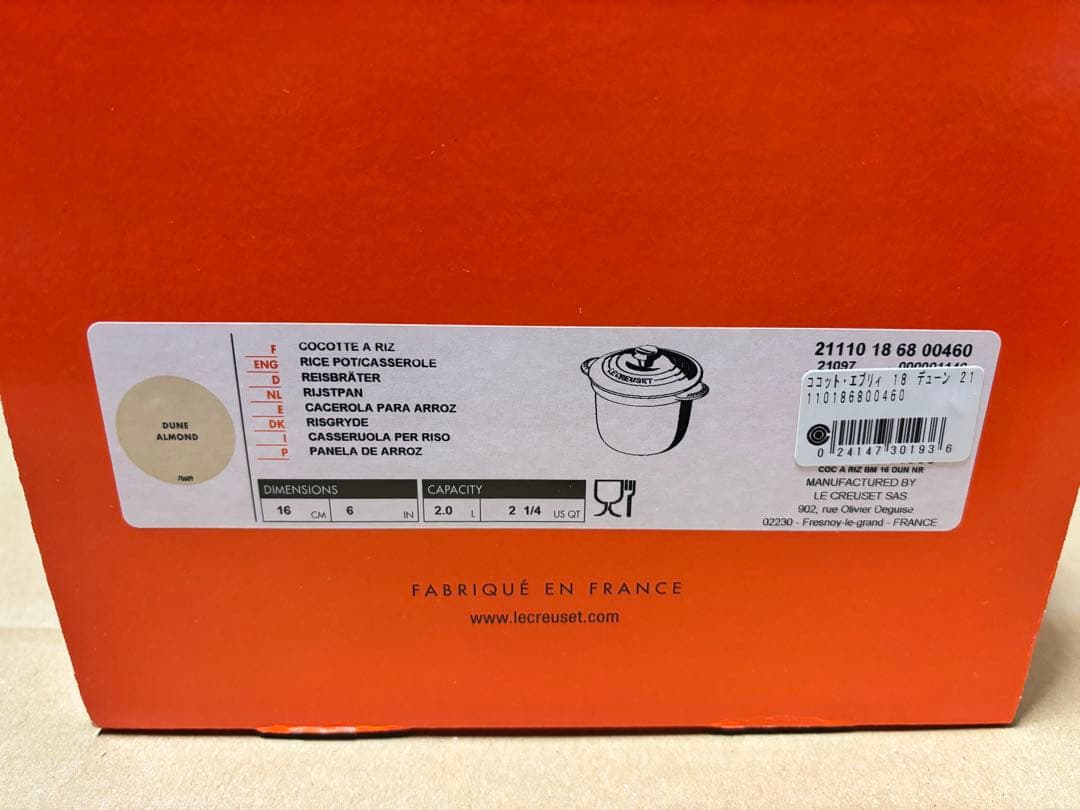 DUNE
ALMOND
F COCOTTE A RIZ
ENG RICE POT/CASSEROLE
D REISBRÄTER
NL RIJSTPAN
E CACEROLA PARA ARROZ
DK RISGRYDE
I CASSERUOLA PER RISO
P PANELA DE ARROZ
DIMENSIONS
16 CM 6 IN
CAPACITY
2.0 L 2 1/4 US QT
LE CREUSET
21110 18 68 00460
21097
ココット・エブリィ 18 デューン 21
110186800460
0 24147 30193 6
COC A RIZ BM 16 DUN NR
MANUFACTURED BY
LE CREUSET SAS
902, rue Olivier Deguise
02230 - Fresnoy-le-grand - FRANCE
FABRIQUÉ EN FRANCE
www.lecreuset.com